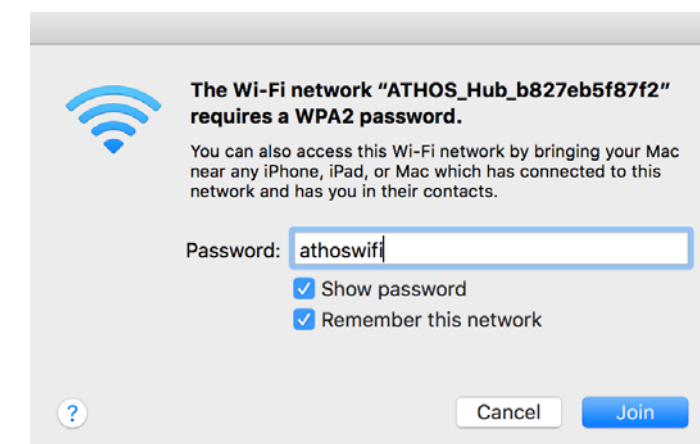 The Wi-Fi network “ATHOS_Hub_b827eb5f87f2”
requires a WPA2 password.
You can also access this Wi-Fi network by bringing your Mac
near any iPhone, iPad, or Mac which has connected to this
network and has you in their contacts.
Password: athoswifi
Show password
Remember this network
? Cancel Join